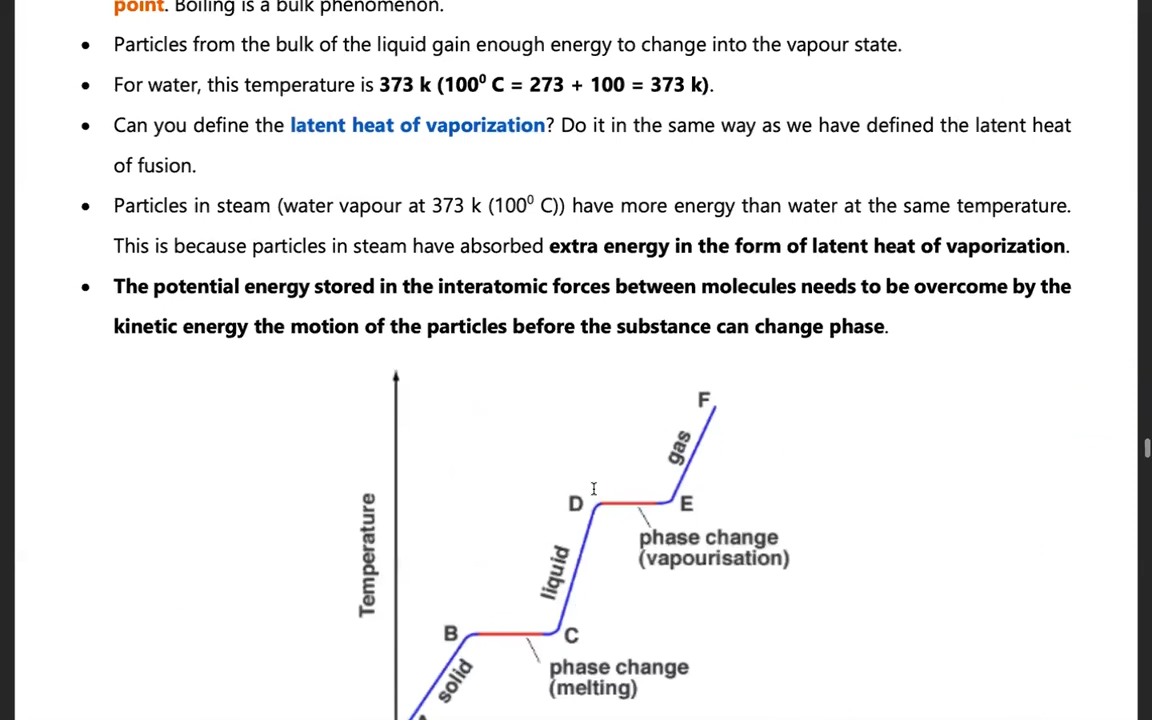 point. Boiling is a bulk phenomenon.
• Particles from the bulk of the liquid gain enough energy to change into the vapour state.
• For water, this temperature is 373 k (100⁰ C = 273 + 100 = 373 k).
• Can you define the latent heat of vaporization? Do it in the same way as we have defined the latent heat
of fusion.
• Particles in steam (water vapour at 373 k (100⁰ C)) have more energy than water at the same temperature.
This is because particles in steam have absorbed extra energy in the form of latent heat of vaporization.
• The potential energy stored in the interatomic forces between molecules needs to be overcome by the
kinetic energy the motion of the particles before the substance can change phase.
F
gas
D
E
Temperature
phase change
(vapourisation)
liquid
B
C
solid
phase change
(melting)